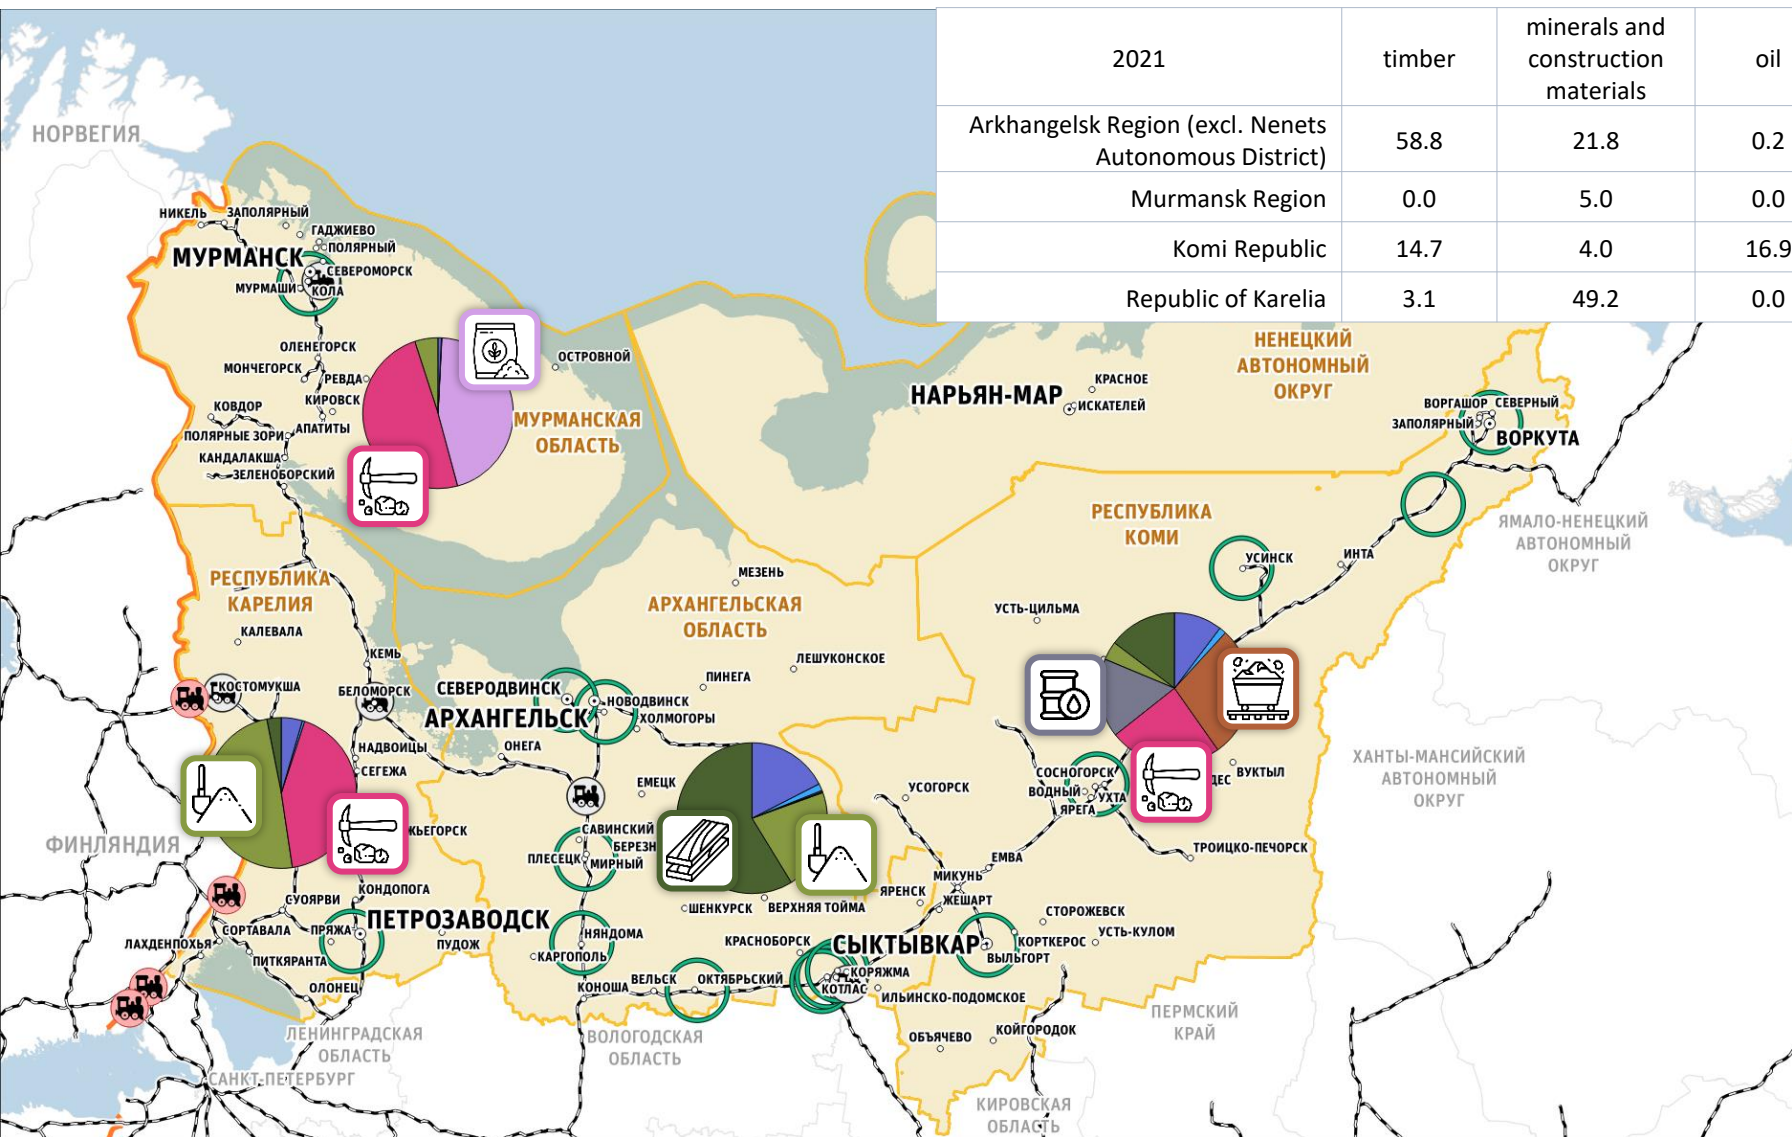 2021
timber
minerals and
construction
materials
oil
Arkhangelsk Region (excl. Nenets
Autonomous District)
58.8
21.8
0.2
Murmansk Region
0.0
5.0
0.0
Komi Republic
14.7
4.0
16.9
Republic of Karelia
3.1
49.2
0.0
НОРВЕГИЯ
НИКЕЛЬ
ЗАПОЛЯРНЫЙ
ГАДЖИЕВО
ПОЛЯРНЫЙ
МУРМАНСК
СЕВЕРОМОРСК
МУРМАШИ
КОЛА
ОЛЕНЕГОРСК
МОНЧЕГОРСК
РЕВДА
ОСТРОВНОЙ
КИРОВСК
КОВДОР
АПАТИТЫ
ПОЛЯРНЫЕ ЗОРИ
КАНДАЛАКША
ЗЕЛЕНОБОРСКИЙ
МУРМАНСКАЯ
ОБЛАСТЬ
НЕНЕЦКИЙ
АВТОНОМНЫЙ
ОКРУГ
НАРЬЯН-МАР
КРАСНОЕ
ИСКАТЕЛЕЙ
ВОРГАШОР
СЕВЕРНЫЙ
ЗАПОЛЯРНЫЙ
ВОРКУТА
РЕСПУБЛИКА
КОМИ
ЯМАЛО-НЕНЕЦКИЙ
АВТОНОМНЫЙ
ОКРУГ
УСИНСК
ИНТА
РЕСПУБЛИКА
КАРЕЛИЯ
КАЛЕВАЛА
МЕЗЕНЬ
АРХАНГЕЛЬСКАЯ
ОБЛАСТЬ
УСТЬ-ЦИЛЬМА
КЕМЬ
ЛЕШУКОНСКОЕ
ПИНЕГА
КОСТОМУКША
БЕЛОМОРСК
СЕВЕРОДВИНСК
НОВОДВИНСК
АРХАНГЕЛЬСК
ХОЛМОГОРЫ
НАДВОИЦЫ
ОНЕГА
СЕГЕЖА
ЕМЕЦК
УСОГОРСК
СОСНОГОРСК
ВОДНЫЙ
УХТА
ЯРЕГА
ДЕС
ВУКТЫЛ
ХАНТЫ-МАНСИЙСКИЙ
АВТОНОМНЫЙ
ОКРУГ
ФИНЛЯНДИЯ
ЖЬЕГОРСК
САВИНСКИЙ
БЕРЕЗН
ПЛЕСЕЦК
МИРНЫЙ
ТРОИЦКО-ПЕЧОРСК
ЕМВА
МИКУНЬ
ЯРЕНСК
ЖЕШАРТ
КОНДОПОГА
СУОЯРВИ
ШЕНКУРСК
ВЕРХНЯЯ ТОЙМА
ПЕТРОЗАВОДСК
СТОРОЖЕВСК
СОРТАВАЛА
ПРЯЖА
ЛАХДЕНПОХЬЯ
ПУДОЖ
НЯНДОМА
КРАСНОБОРСК
СЫКТЫВКАР
КОРТКЕРОС
УСТЬ-КУЛОМ
ПИТКЯРАНТА
КАРГОПОЛЬ
ВЫЛЬГОРТ
ОЛОНЕЦ
КОНОША
ВЕЛЬСК
ОКТЯБРЬСКИЙ
КОРЯЖМА
КОТЛАС
ИЛЬИНСКО-ПОДОМСКОЕ
ЛЕНИНГРАДСКАЯ
ОБЛАСТЬ
ВОЛОГОДСКАЯ
ОБЛАСТЬ
ОБЪЯЧЕВО
КОЙГОРОДОК
ПЕРМСКИЙ
КРАЙ
САНКТ-ПЕТЕРБУРГ
КИРОВСКАЯ
ОБЛАСТЬ